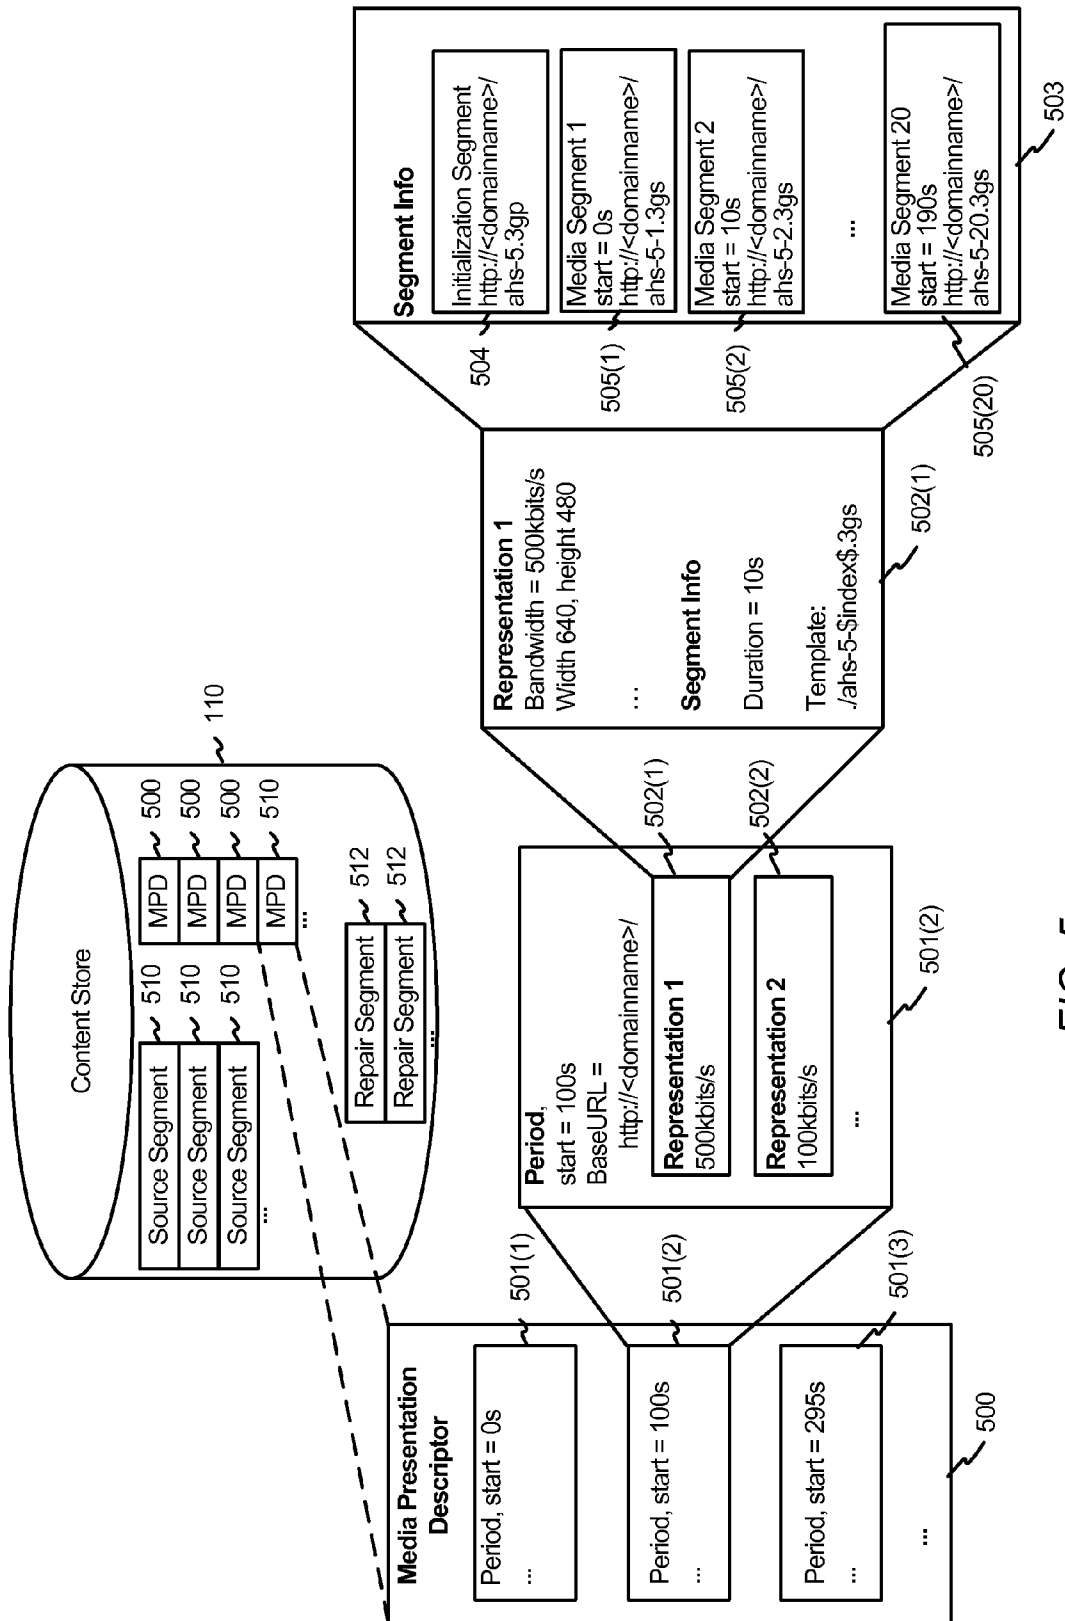 Content Store
Source Segment
510
Source Segment
510
Source Segment
510
...
MPD
500
MPD
500
MPD
500
MPD
510
...
Repair Segment
512
Repair Segment
512
...
110
Media Presentation
Descriptor
Period, start = 0s
...
501(1)
Period, start = 100s
...
501(2)
Period, start = 295s
...
501(3)
...
500
Period,
start = 100s
BaseURL =
http://<domainname>/
Representation 1
500kbits/s
502(1)
Representation 2
100kbits/s
502(2)
...
501(2)
Representation 1
Bandwidth = 500kbits/s
Width 640, height 480
...
Segment Info
Duration = 10s
Template:
./ahs-5-$index$.3gs
502(1)
Segment Info
Initialization Segment
http://<domainname>/
ahs-5.3gp
504
Media Segment 1
start = 0s
http://<domainname>/
ahs-5-1.3gs
505(1)
Media Segment 2
start = 10s
http://<domainname>/
ahs-5-2.3gs
505(2)
...
Media Segment 20
start = 190s
http://<domainname>/
ahs-5-20.3gs
505(20)
503